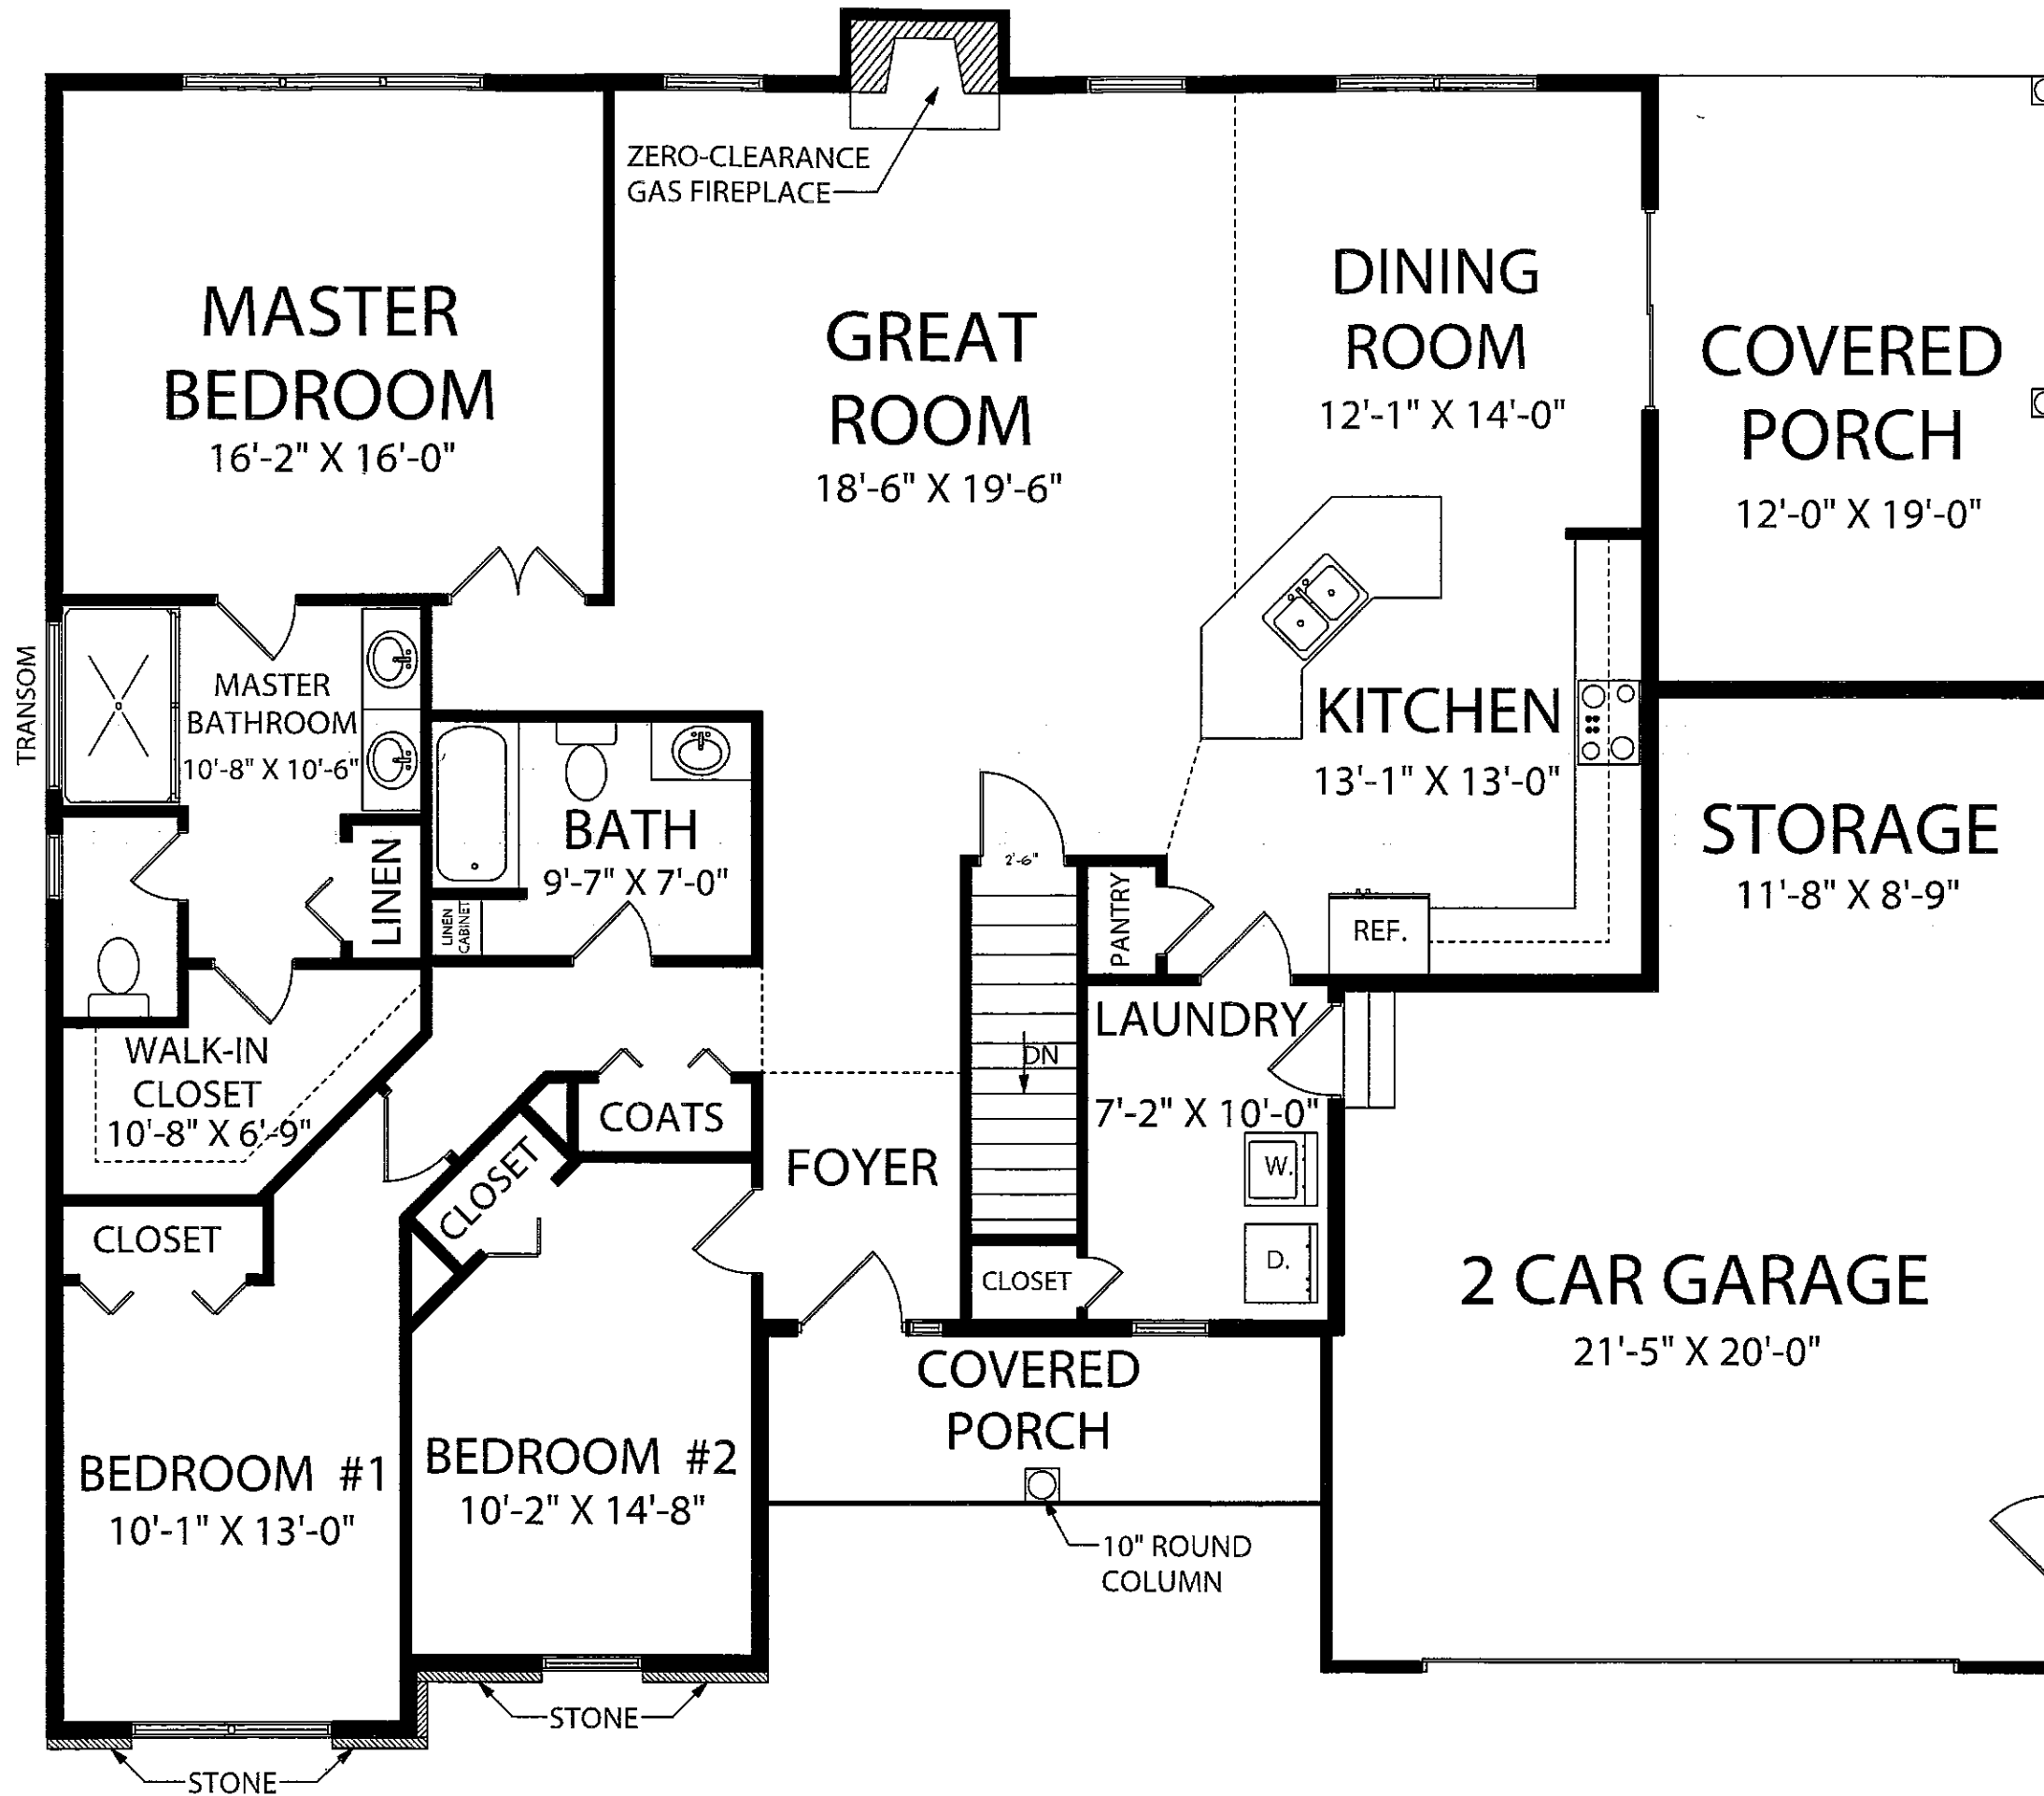 ZERO-CLEARANCE
GAS FIREPLACE
MASTER
BEDROOM
16'-2" X 16'-0"
GREAT
ROOM
18'-6" X 19'-6"
DINING
ROOM
12'-1" X 14'-0"
COVERED
PORCH
12'-0" X 19'-0"
TRANSOM
MASTER
BATHROOM
10'-8" X 10'-6"
LINEN
BATH
9'-7" X 7'-0"
LINEN
CABINET
KITCHEN
13'-1" X 13'-0"
STORAGE
11'-8" X 8'-9"
2'-6"
PANTRY
REF.
WALK-IN
CLOSET
10'-8" X 6'-9"
COATS
CLOSET
CLOSET
FOYER
DN
LAUNDRY
7'-2" X 10'-0"
W.
D.
CLOSET
2 CAR GARAGE
21'-5" X 20'-0"
COVERED
PORCH
BEDROOM #1
10'-1" X 13'-0"
BEDROOM #2
10'-2" X 14'-8"
10" ROUND
COLUMN
STONE
STONE